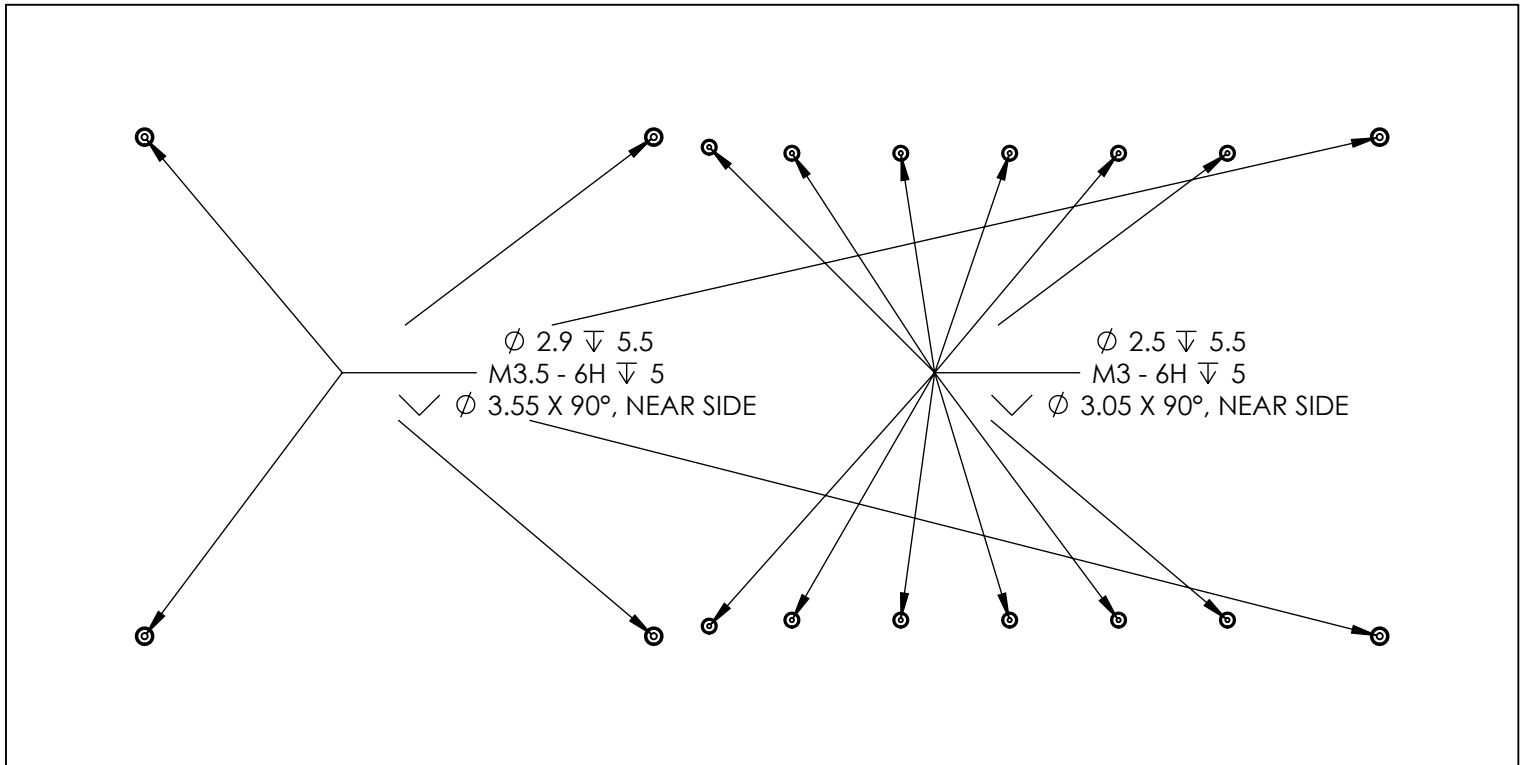 ∅ 2.9 ↧ 5.5
M3.5 - 6H ↧ 5
⌵ ∅ 3.55 X 90°, NEAR SIDE
∅ 2.5 ↧ 5.5
M3 - 6H ↧ 5
⌵ ∅ 3.05 X 90°, NEAR SIDE